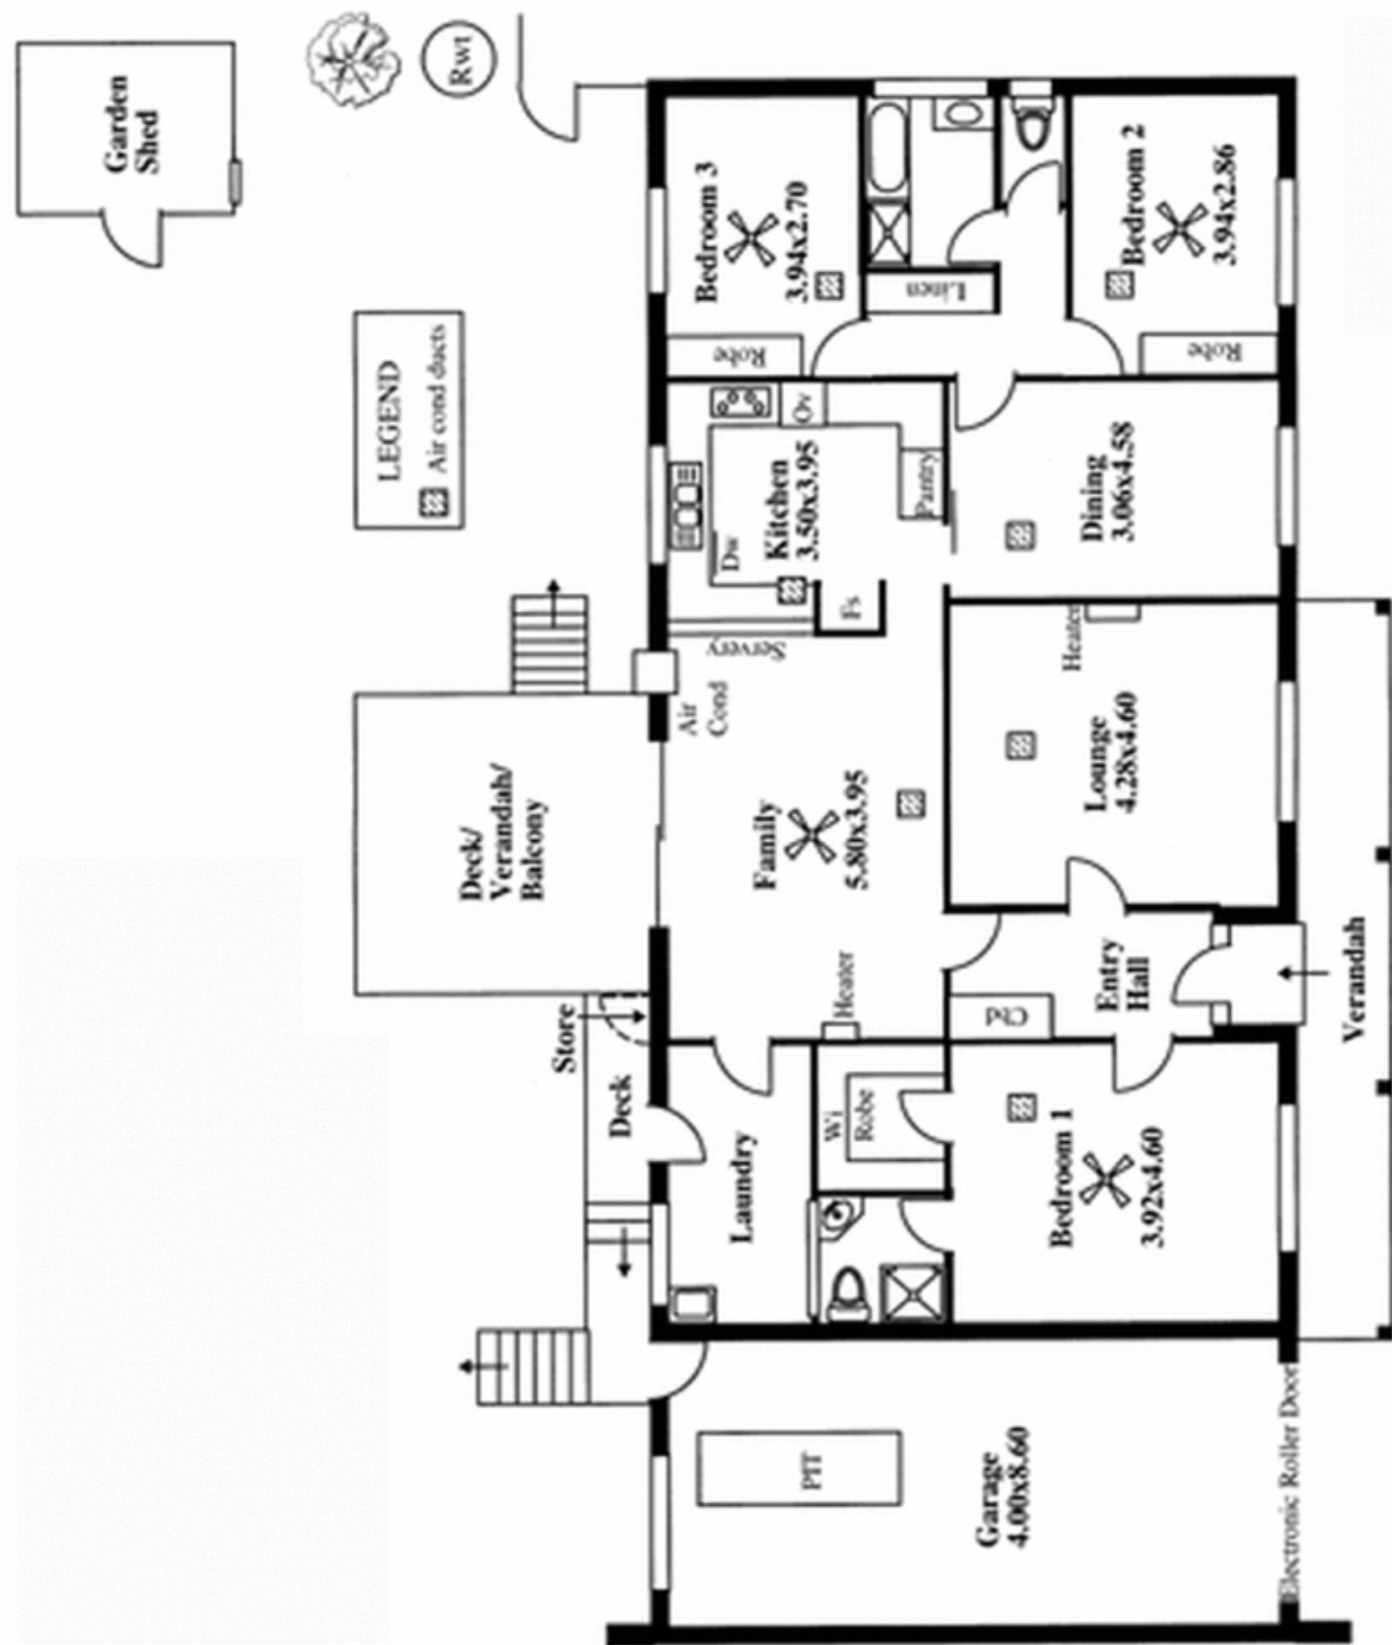 Garden
Shed
Rwt
LEGEND
Air cond ducts
Bedroom 3
3.94x2.70
Robe
Linen
Bedroom 2
3.94x2.86
Robe
Ov
Kitchen
3.50x3.95
Pantry
Dw
Fs
Servery
Dining
3.06x4.58
Air
Cond
Deck/
Verandah/
Balcony
Family
5.80x3.95
Heater
Lounge
4.28x4.60
Heater
Entry
Hall
Cbd
Verandah
Store
Deck
Laundry
Wi
Robe
Bedroom 1
3.92x4.60
PIT
Garage
4.00x8.60
Electronic Roller Door